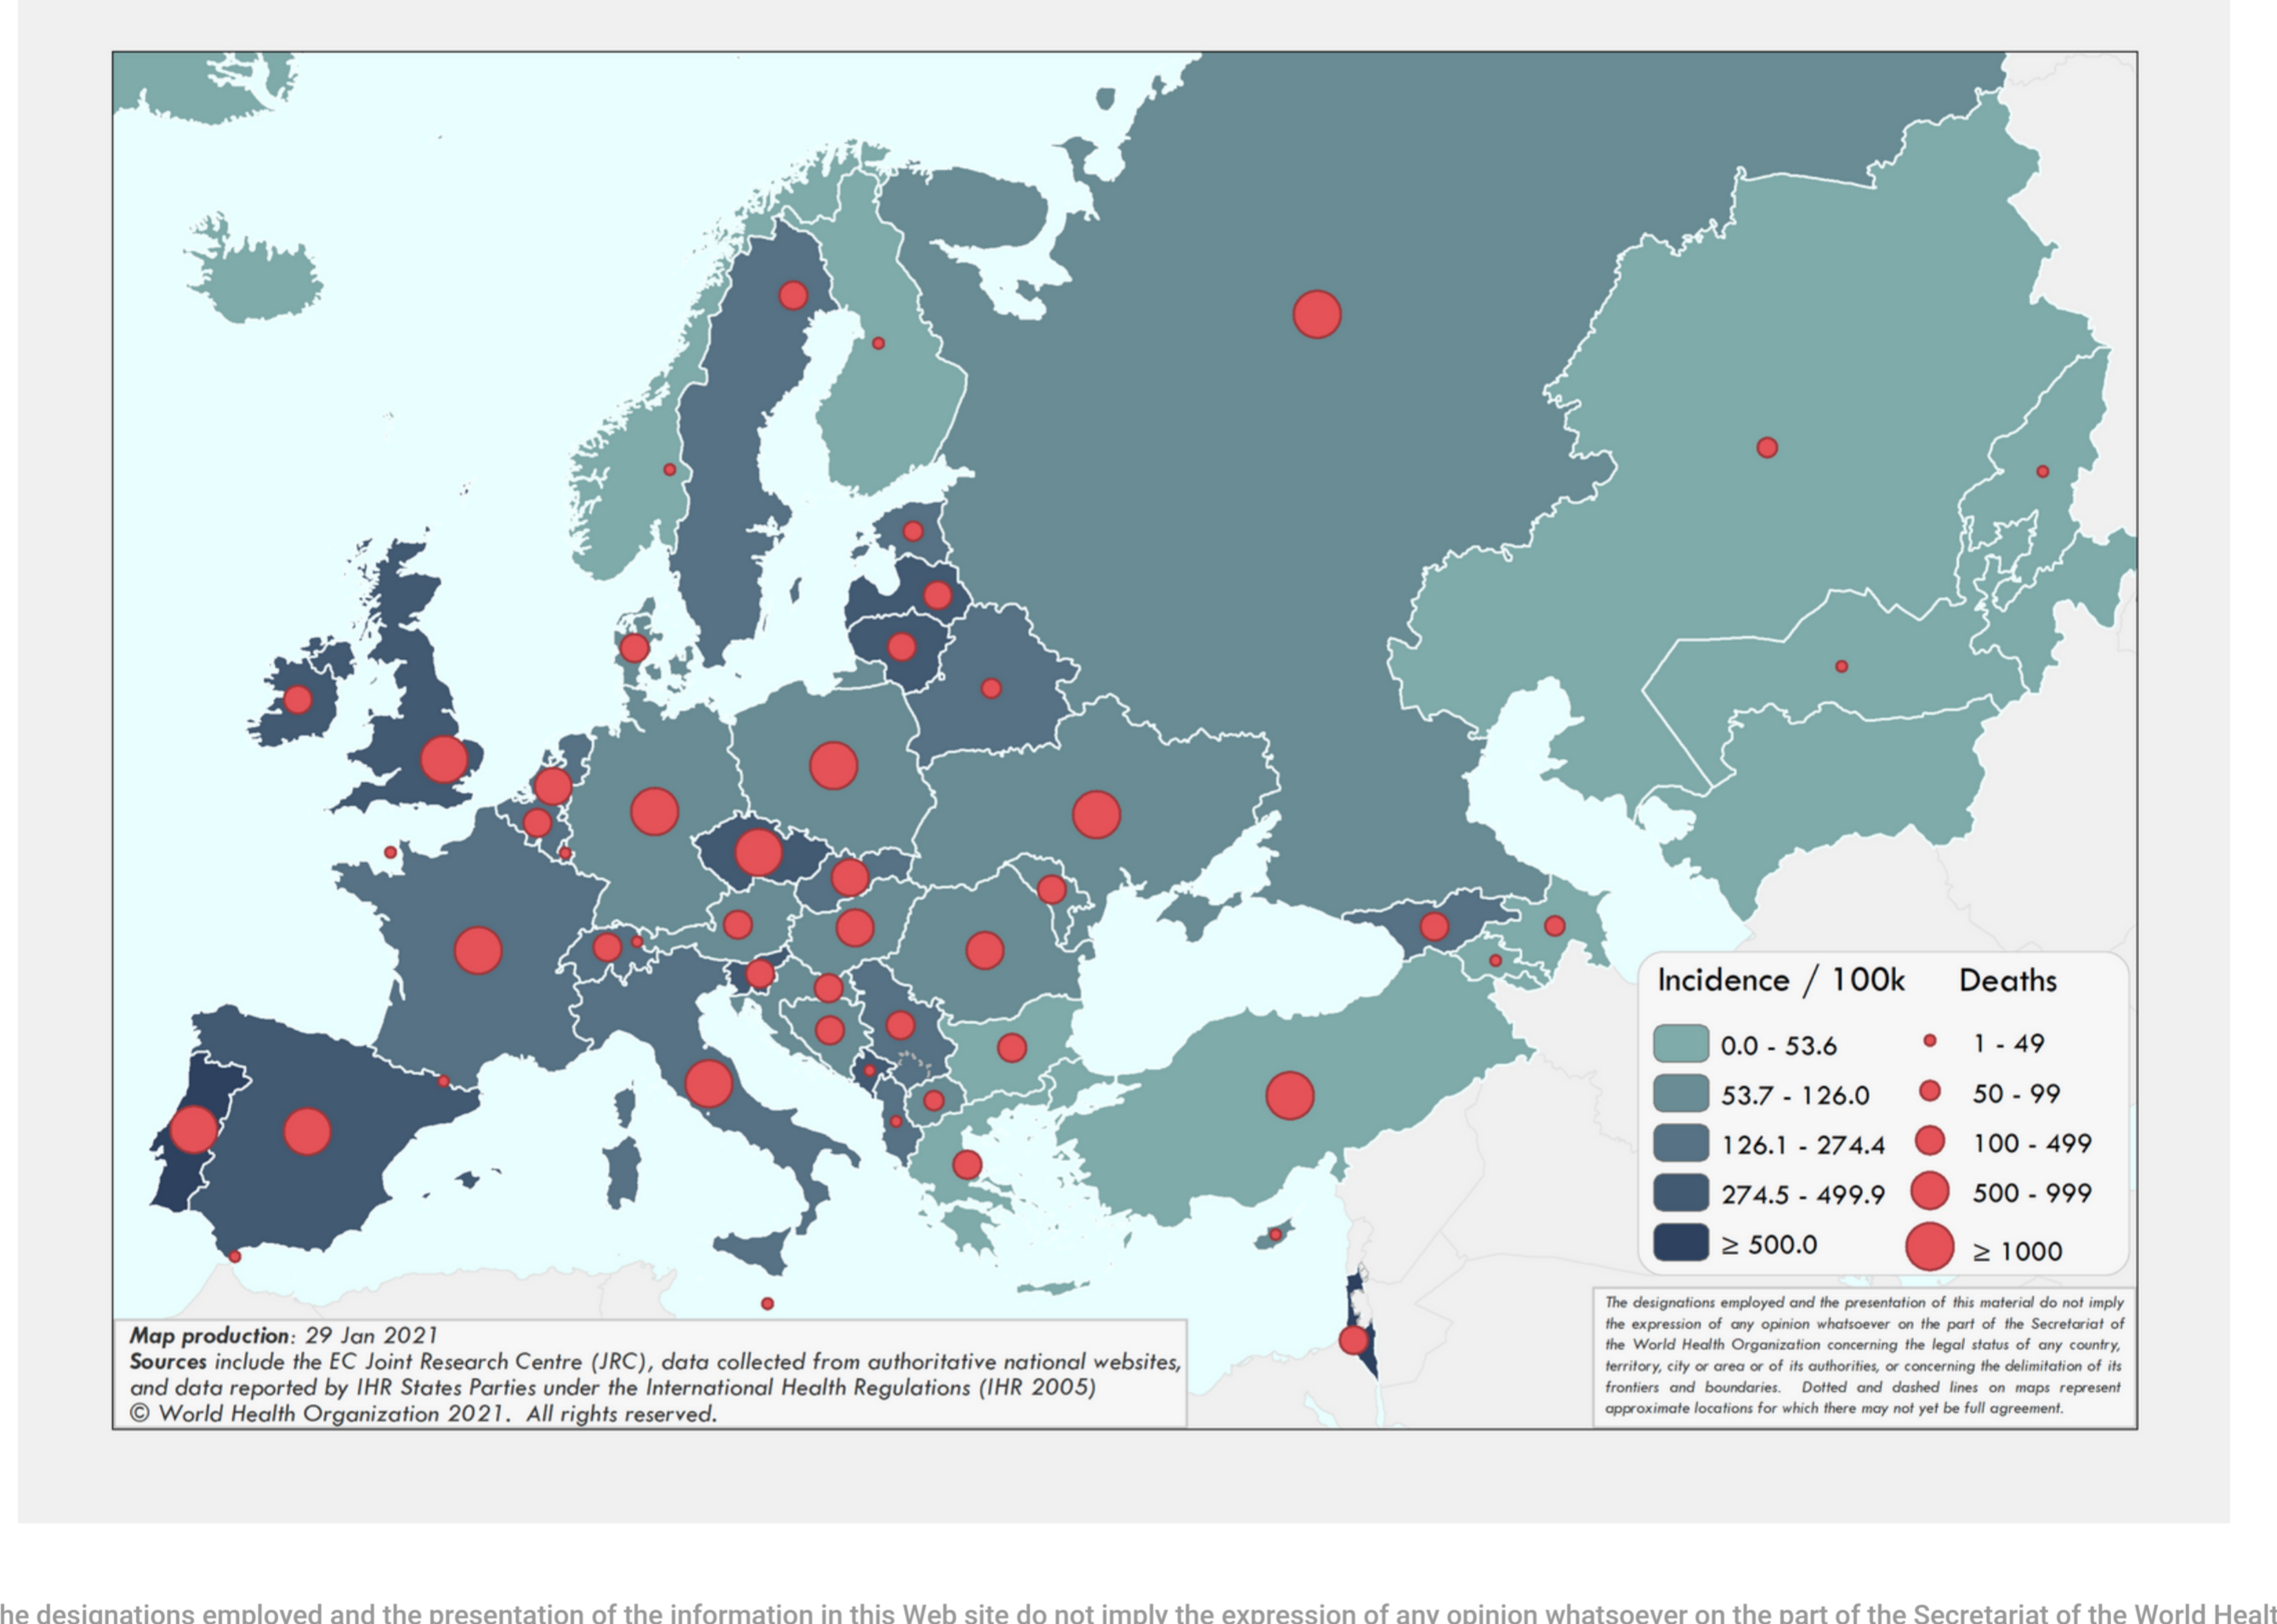 Incidence / 100k Deaths
0.0 - 53.6 1 - 49
53.7 - 126.0 50 - 99
126.1 - 274.4 100 - 499
274.5 - 499.9 500 - 999
≥ 500.0 ≥ 1000
The designations employed and the presentation of this material do not imply
the expression of any opinion whatsoever on the part of the Secretariat of
the World Health Organization concerning the legal status of any country,
territory, city or area or of its authorities, or concerning the delimitation of its
frontiers and boundaries. Dotted and dashed lines on maps represent
approximate locations for which there may not yet be full agreement.
Map production: 29 Jan 2021
Sources include the EC Joint Research Centre (JRC), data collected from authoritative national websites,
and data reported by IHR States Parties under the International Health Regulations (IHR 2005)
© World Health Organization 2021. All rights reserved.
he designations employed and the presentation of the information in this Web site do not imply the expression of any opinion whatsoever on the part of the Secretariat of the World Healt